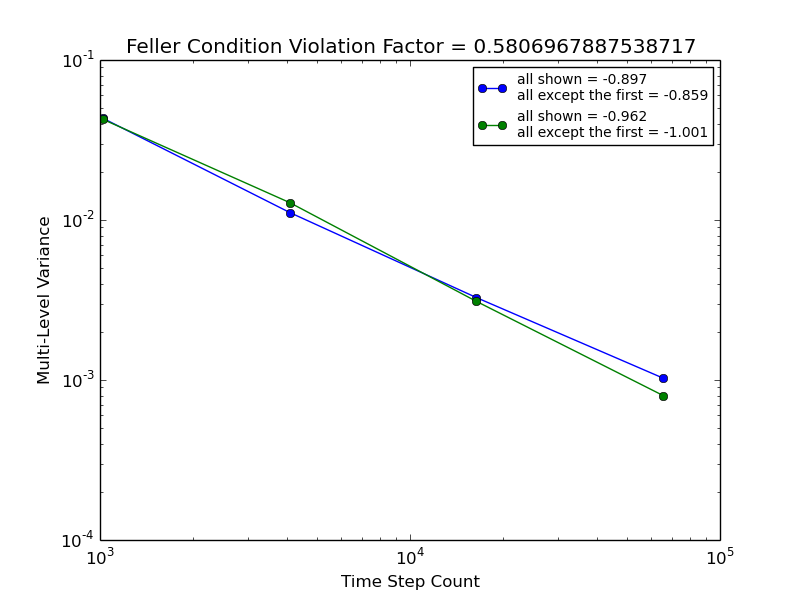 Feller Condition Violation Factor = 0.5806967887538717
10^-1
all shown = -0.897
all except the first = -0.859
all shown = -0.962
all except the first = -1.001
10^-2
Multi-Level Variance
10^-3
10^-4
10^3
10^4
10^5
Time Step Count